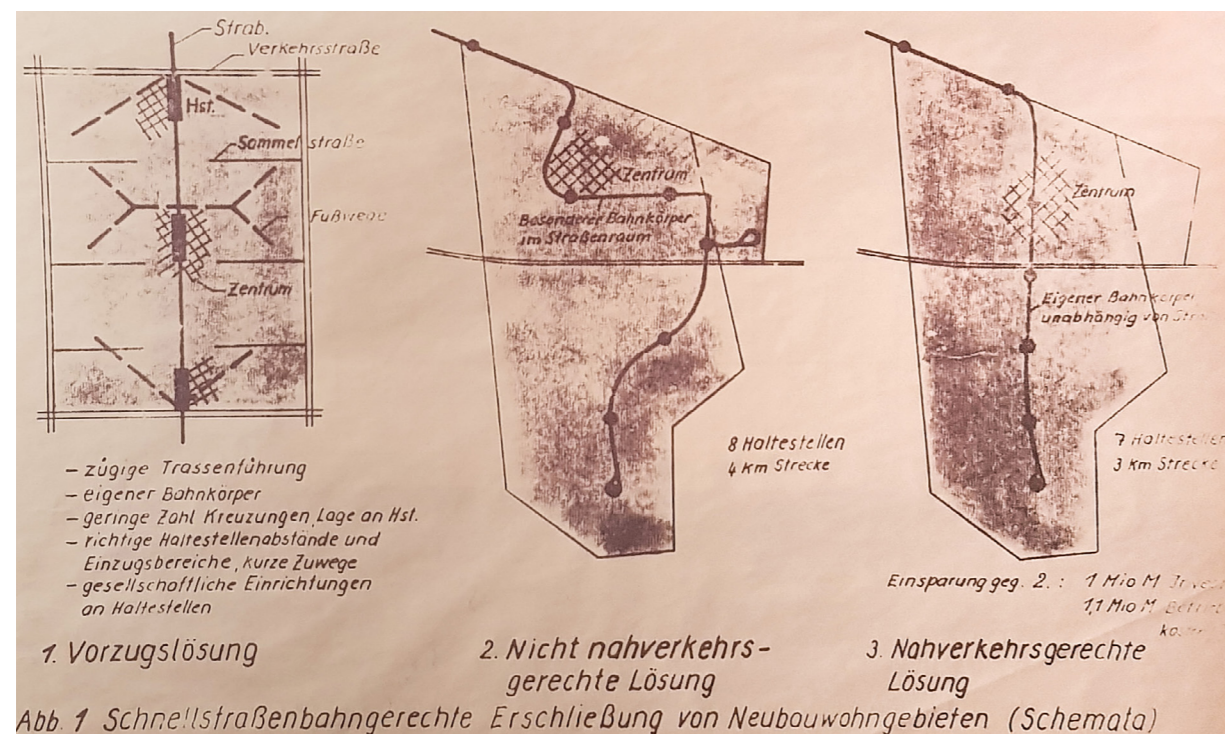 Strab.
Verkehrsstraße
Hst.
Sammelstraße
Fußwege
Zentrum
– zügige Trassenführung
– eigener Bahnkörper
– geringe Zahl Kreuzungen, Lage an Hst.
– richtige Haltestellenabstände und
Einzugsbereiche, kurze Zuwege
– gesellschaftliche Einrichtungen
an Haltestellen
1. Vorzugslösung
Zentrum
Besonderer Bahnkörper
im Straßenraum
8 Haltestellen
4 km Strecke
2. Nicht nahverkehrs-
gerechte Lösung
Zentrum
Eigener Bahnkörper
unabhängig von
7 Haltestellen
3 km Strecke
Einsparung geg. 2. : 1 Mio M
1,1 Mio M
3. Nahverkehrsgerechte
Lösung
Abb. 1 Schnellstraßenbahngerechte Erschließung von Neubauwohngebieten (Schemata)